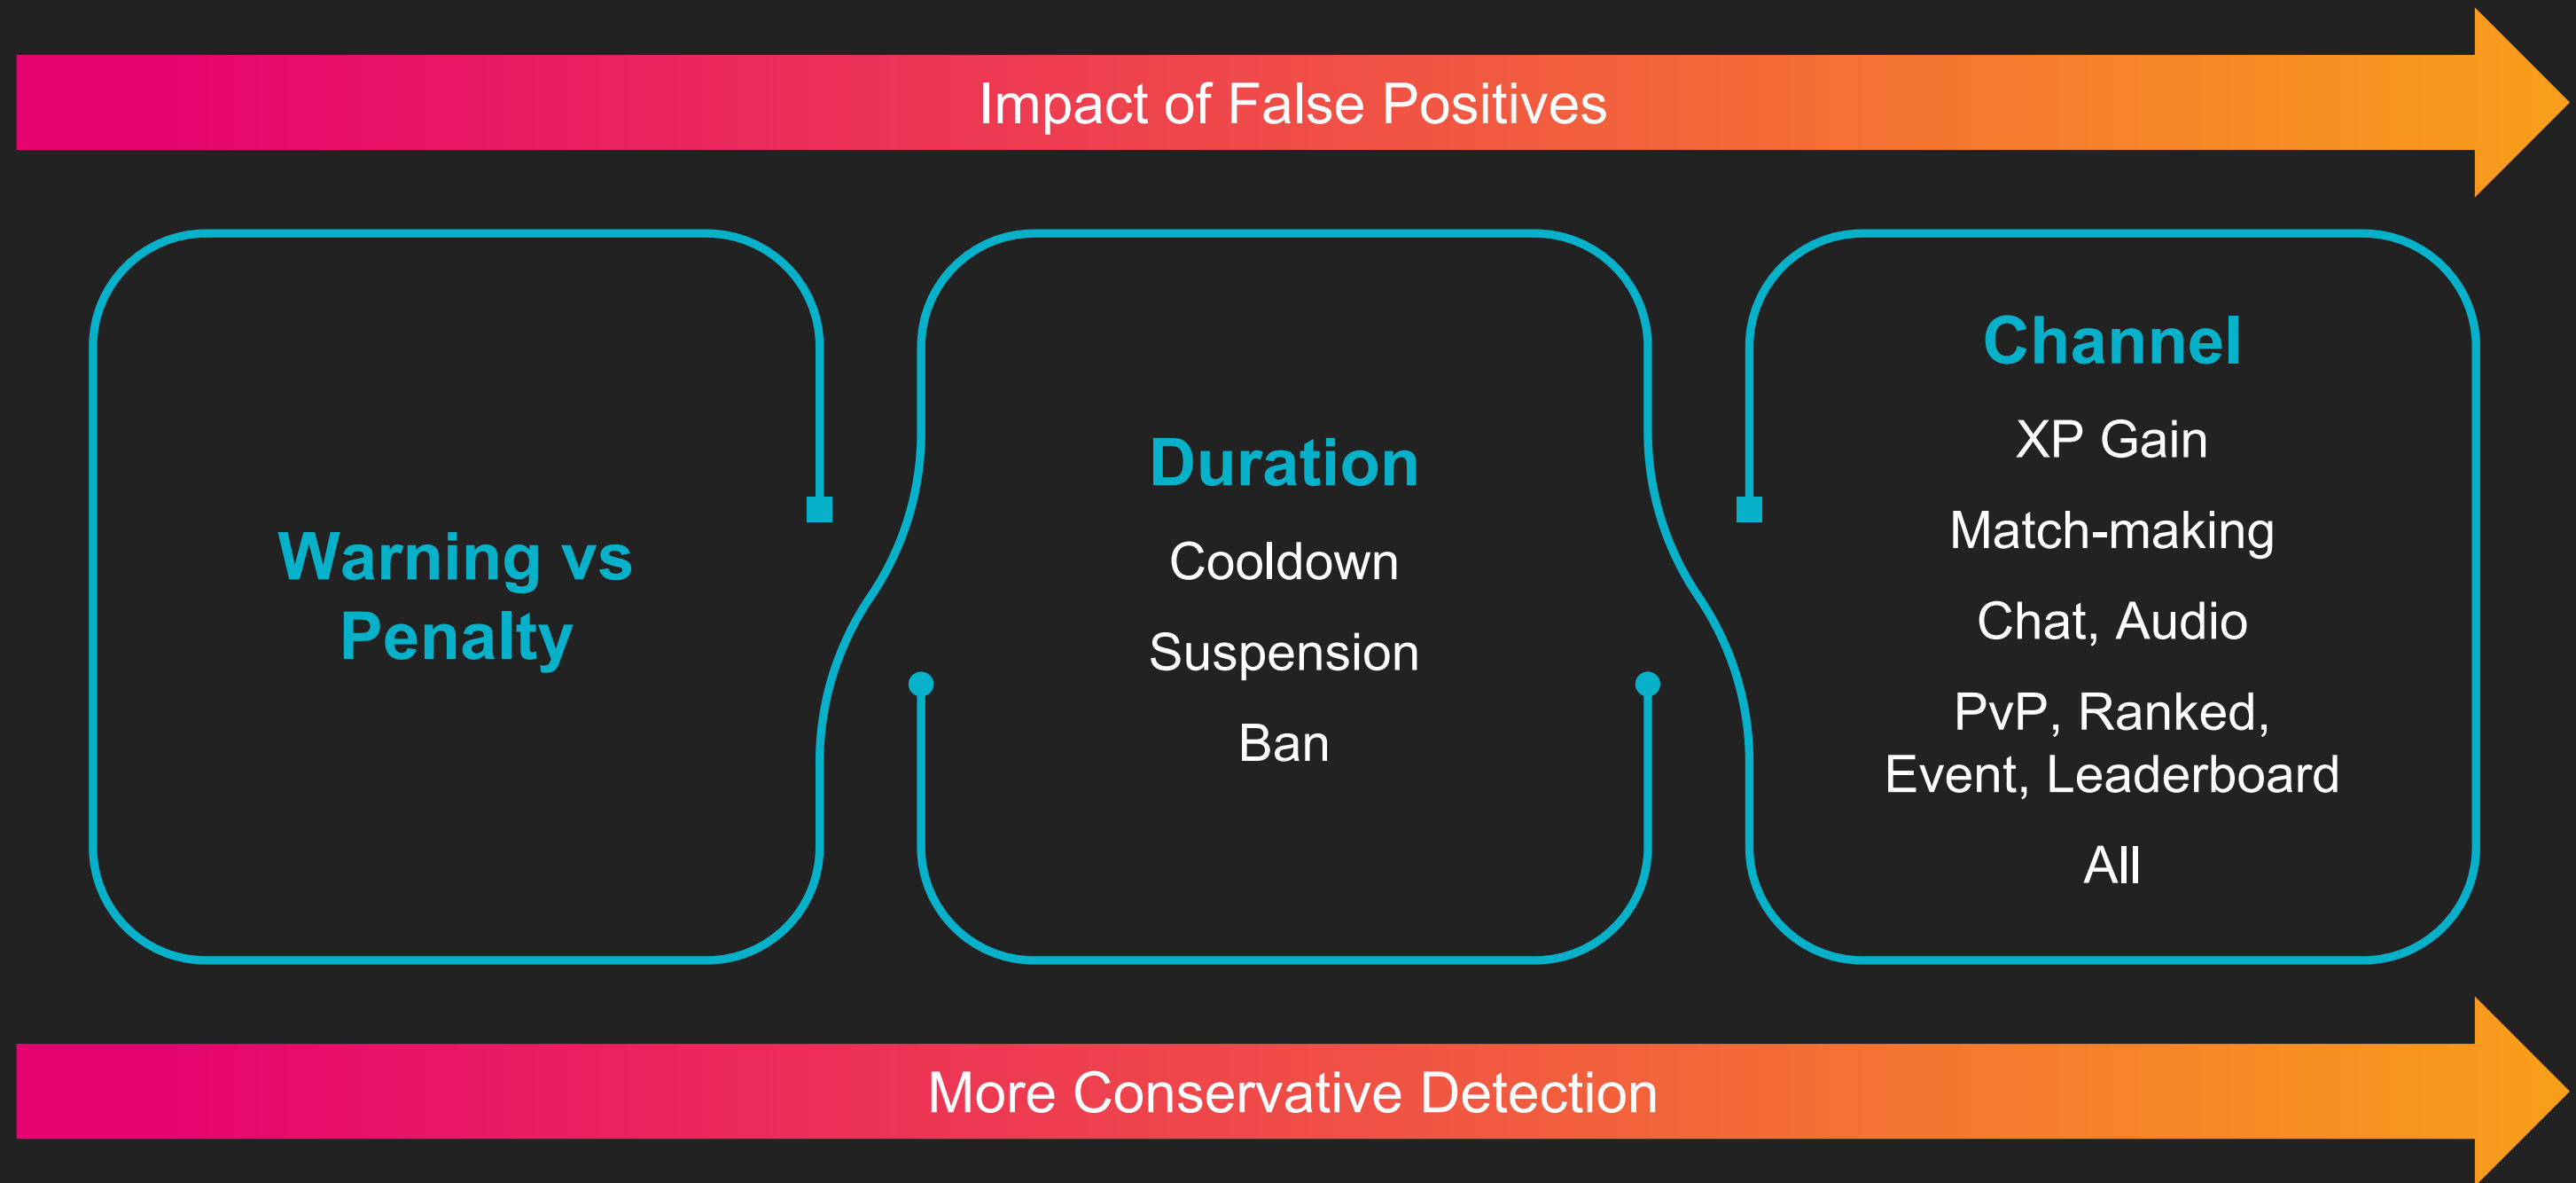 Impact of False Positives
Warning vs
Penalty
Duration
Cooldown
Suspension
Ban
Channel
XP Gain
Match-making
Chat, Audio
PvP, Ranked,
Event, Leaderboard
All
More Conservative Detection